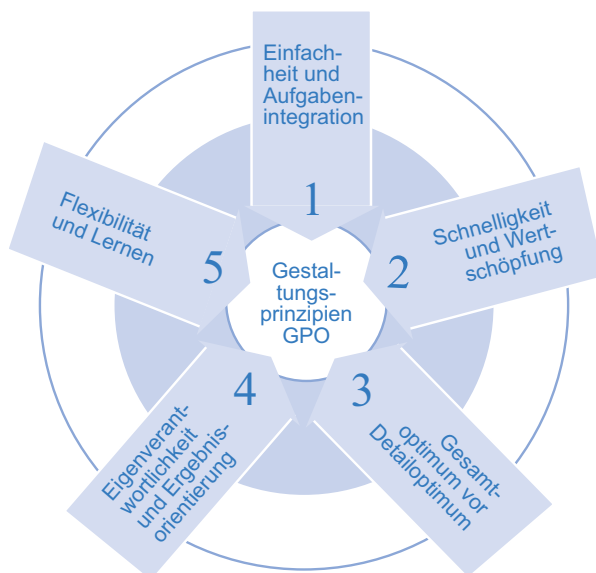 Einfach-
heit und
Aufgaben-
integration
1
Schnelligkeit
und Wert-
schöpfung
2
Gesamt-
optimum vor
Detailoptimum
3
Eigenverant-
wortlichkeit
und Ergebnis-
orientierung
4
Flexibilität
und Lernen
5
Gestal-
tungs-
prinzipien
GPO